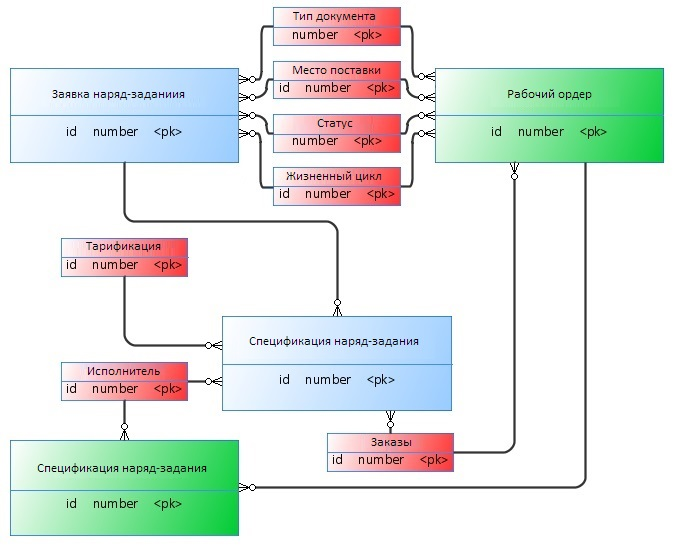 Тип документа
number <pk>
Место поставки
id number <pk>
Заявка наряд-заданиия
id number <pk>
Рабочий ордер
id number <pk>
Статус
number <pk>
Жизненный цикл
id number <pk>
Тарификация
id number <pk>
Спецификация наряд-задания
id number <pk>
Исполнитель
id number <pk>
Заказы
id number <pk>
Спецификация наряд-задания
id number <pk>